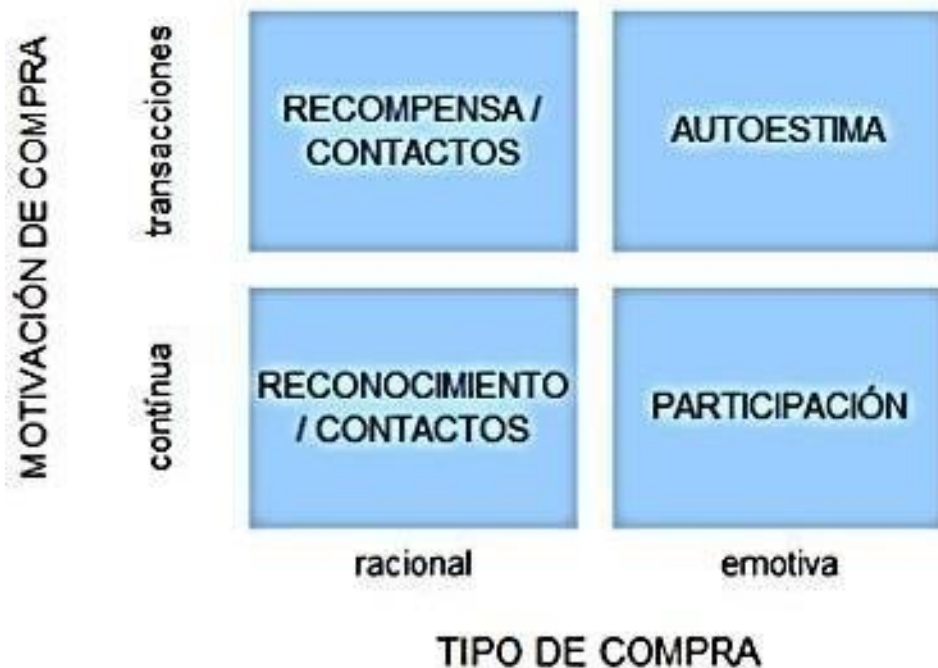 MOTIVACIÓN DE COMPRA
transacciones
RECOMPENSA /
CONTACTOS
AUTOESTIMA
contínua
RECONOCIMIENTO
/ CONTACTOS
PARTICIPACIÓN
racional
emotiva
TIPO DE COMPRA